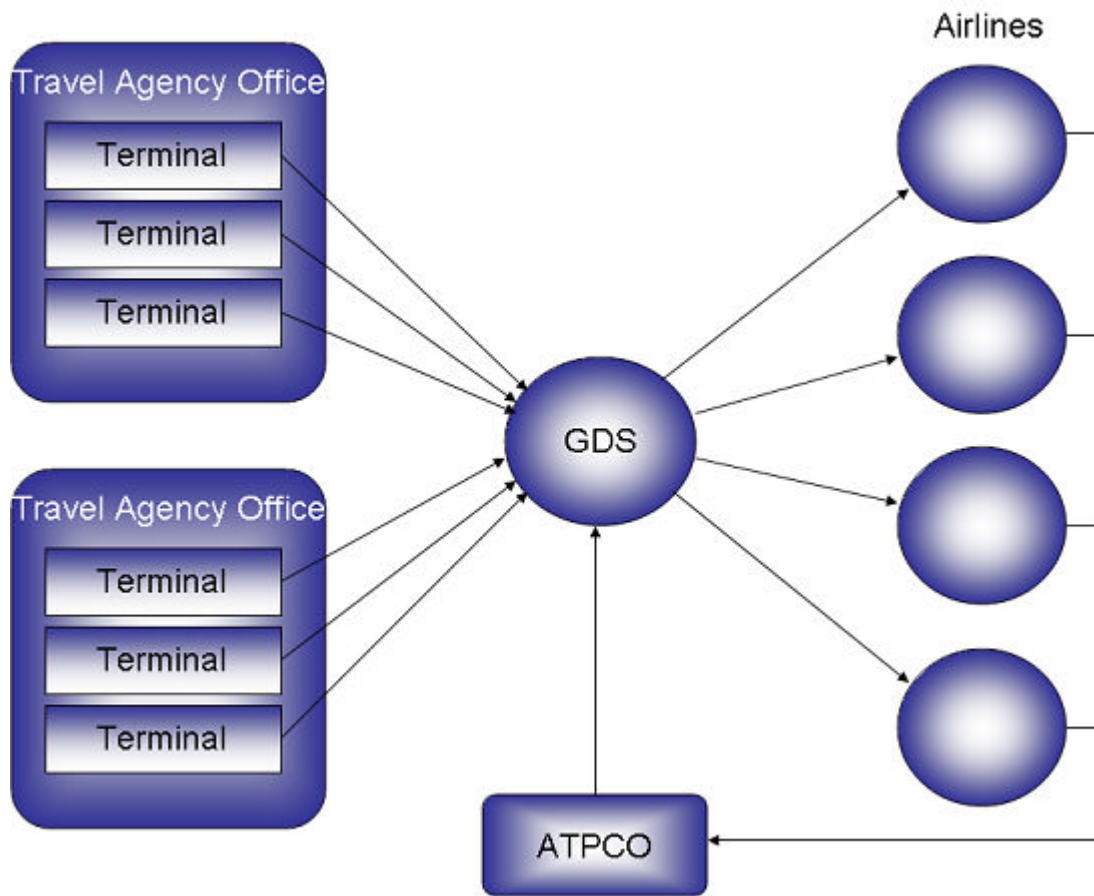 Airlines
Travel Agency Office
Terminal
Terminal
Terminal
GDS
Travel Agency Office
Terminal
Terminal
Terminal
ATPCO